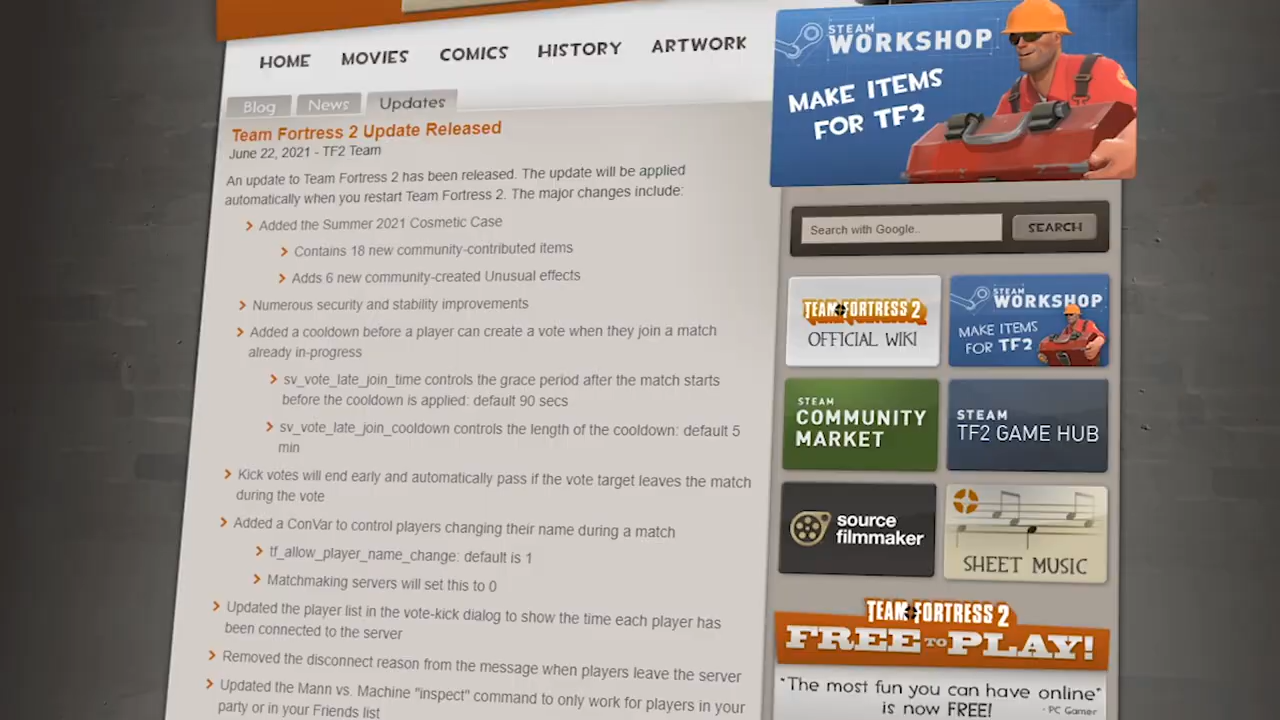 HOME MOVIES COMICS HISTORY ARTWORK
Blog News Updates
Team Fortress 2 Update Released
June 22, 2021 - TF2 Team
An update to Team Fortress 2 has been released. The update will be applied
automatically when you restart Team Fortress 2. The major changes include:
Added the Summer 2021 Cosmetic Case
Contains 18 new community-contributed items
Adds 6 new community-created Unusual effects
Numerous security and stability improvements
Added a cooldown before a player can create a vote when they join a match
already in-progress
sv_vote_late_join_time controls the grace period after the match starts
before the cooldown is applied: default 90 secs
sv_vote_late_join_cooldown controls the length of the cooldown: default 5
min
Kick votes will end early and automatically pass if the vote target leaves the match
during the vote
Added a ConVar to control players changing their name during a match
tf_allow_player_name_change: default is 1
Matchmaking servers will set this to 0
Updated the player list in the vote-kick dialog to show the time each player has
been connected to the server
Removed the disconnect reason from the message when players leave the server
Updated the Mann vs. Machine "inspect" command to only work for players in your
party or in your Friends list
STEAM
WORKSHOP
MAKE ITEMS
FOR TF2
Search with Google..
SEARCH
TEAM FORTRESS 2
OFFICIAL WIKI
STEAM
WORKSHOP
MAKE ITEMS
FOR TF2
STEAM
COMMUNITY
MARKET
STEAM
TF2 GAME HUB
source
filmmaker
SHEET MUSIC
TEAM FORTRESS 2
FREE TO PLAY!
"The most fun you can have online"
is now FREE! - PC Gamer